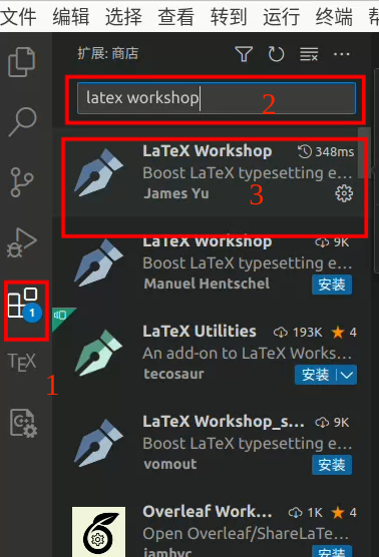 文件 编辑 选择 查看 转到 运行 终端
扩展: 商店
latex workshop
2
LaTeX Workshop 348ms
Boost LaTeX typesetting e...
James Yu
3
LaTeX Workshop 9K
Boost LaTeX typesetting e...
Manuel Hentschel 安装
1
LaTeX Utilities 193K ★ 4
An add-on to LaTeX Works...
tecosaur 安装
TEX
1
LaTeX Workshop_s... 9K
Boost LaTeX typesetting e...
vomout 安装
Overleaf Work... 1K ★ 4
Open Overleaf/ShareLaTe...
iamhyc 安装